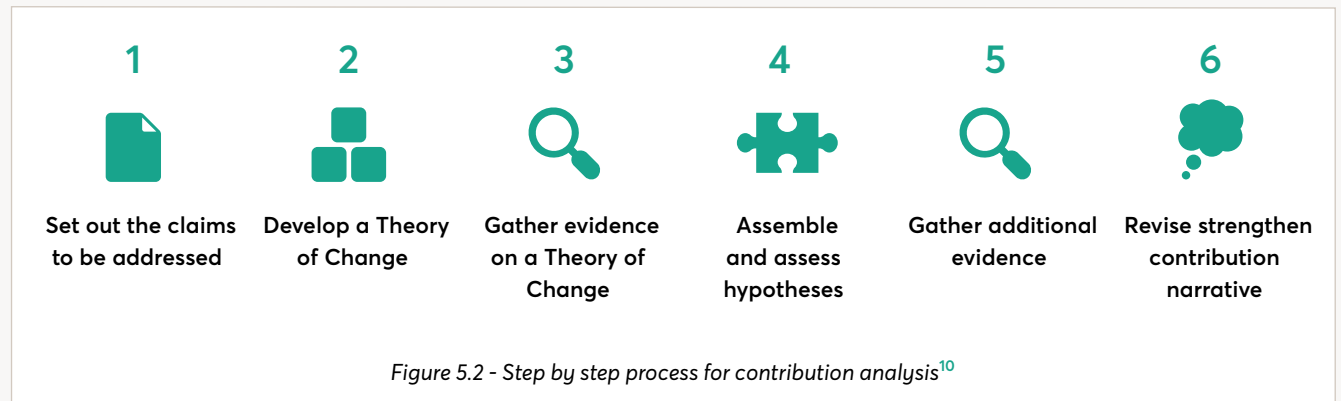 1
Set out the claims
to be addressed
2
Develop a Theory
of Change
3
Gather evidence
on a Theory of
Change
4
Assemble
and assess
hypotheses
5
Gather additional
evidence
6
Revise strengthen
contribution
narrative
Figure 5.2 - Step by step process for contribution analysis10